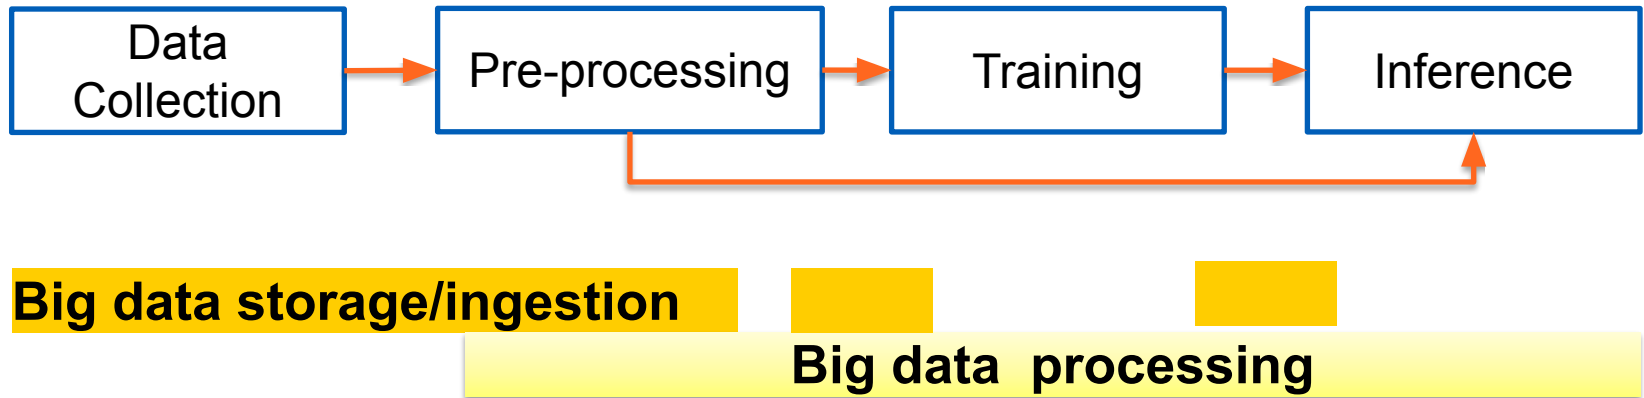 Data
Collection
Pre-processing
Training
Inference
Big data storage/ingestion
Big data  processing